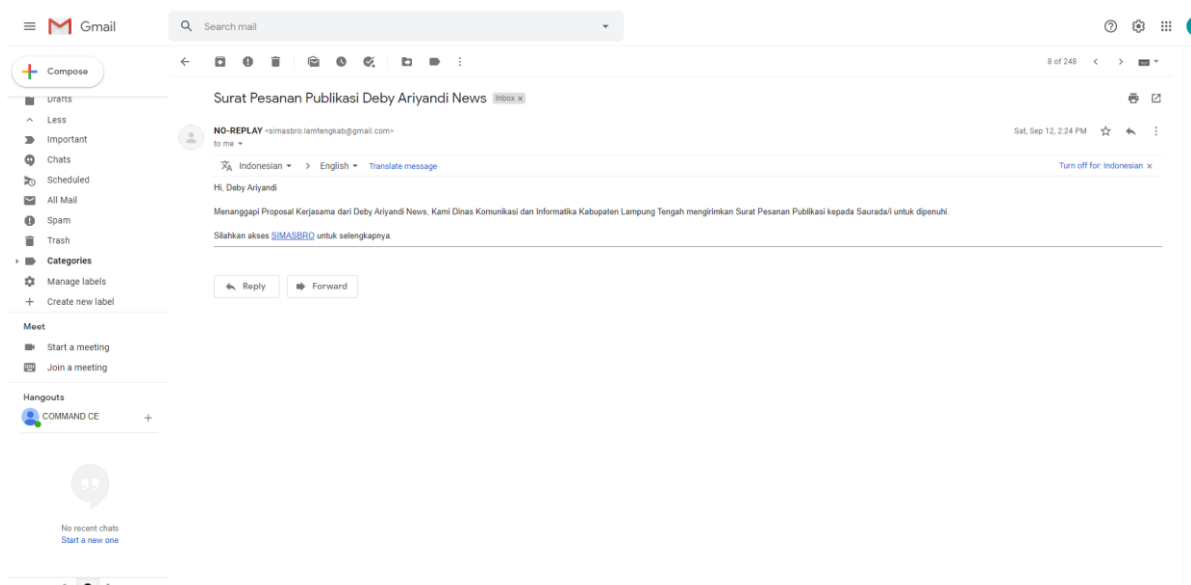 Gmail
Search mail
Compose
8 of 248
Drafts
Less
Important
Chats
Scheduled
All Mail
Spam
Trash
Categories
Manage labels
Create new label
Meet
Start a meeting
Join a meeting
Hangouts
COMMAND CE
No recent chats
Start a new one
Surat Pesanan Publikasi Deby Ariyandi News Inbox x
NO-REPLAY <simasbro.lamtengkab@gmail.com>
Sat, Sep 12, 2:24 PM
to me
Indonesian > English Translate message
Turn off for: Indonesian x
Hi, Deby Ariyandi
Menanggapi Proposal Kerjasama dari Deby Ariyandi News, Kami Dinas Komunikasi dan Informatika Kabupaten Lampung Tengah mengirimkan Surat Pesanan Publikasi kepada Saurada/i untuk dipenuhi.
Silahkan akses SIMASBRO untuk selengkapnya.
Reply
Forward